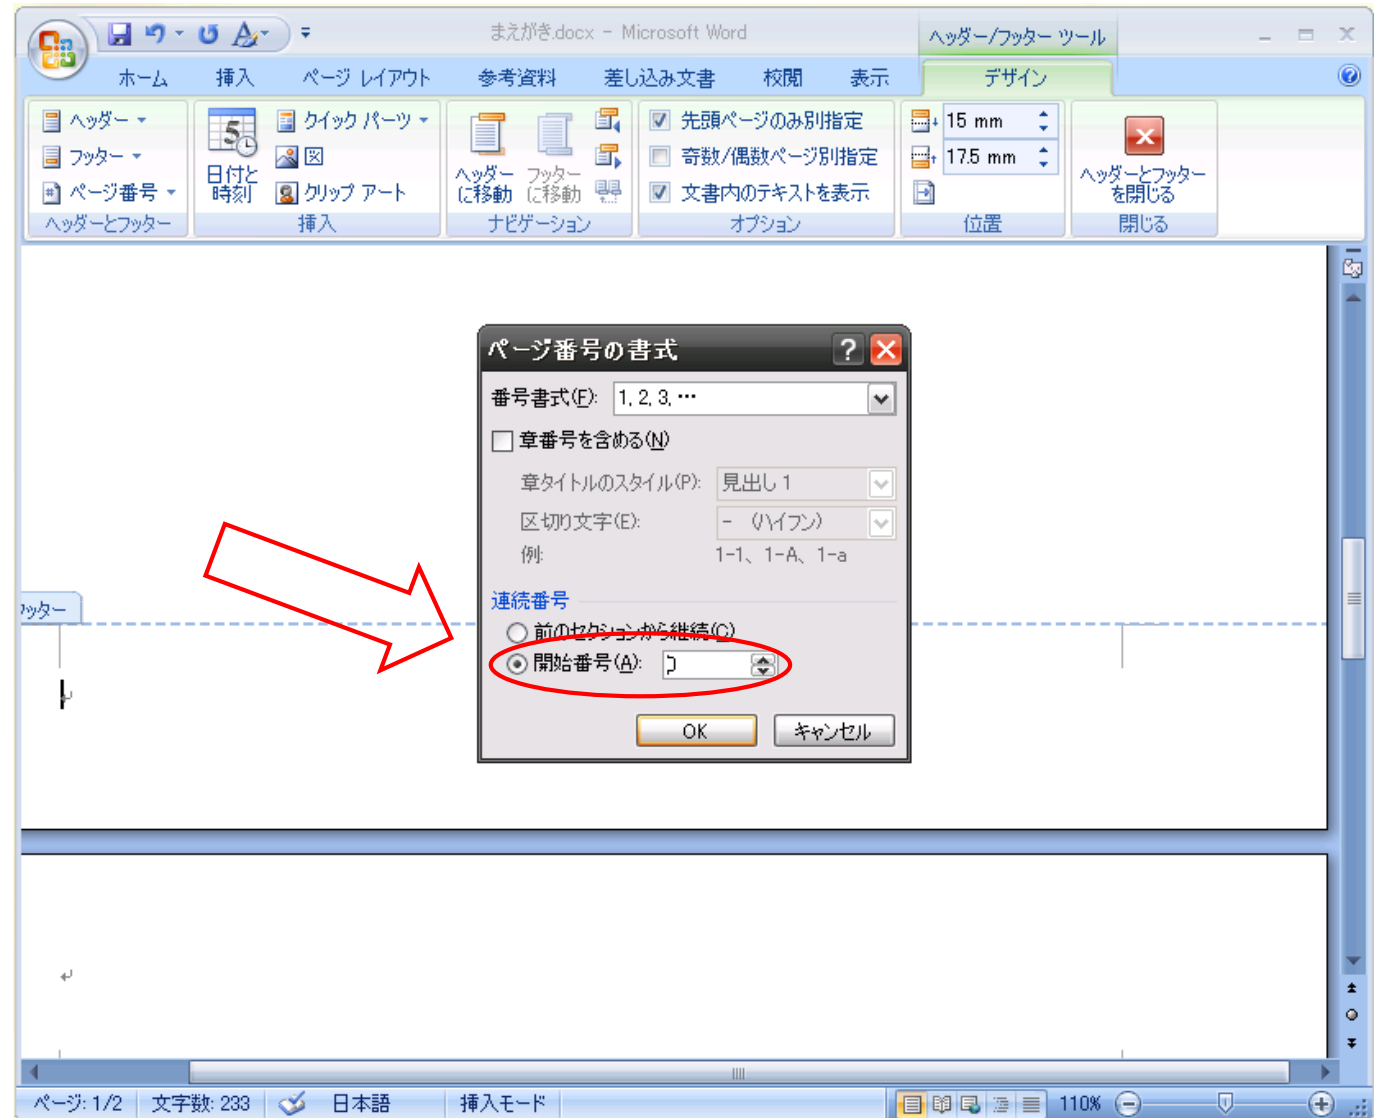 まえがき.docx - Microsoft Word
ヘッダー/フッター ツール
ホーム 挿入 ページ レイアウト 参考資料 差し込み文書 校閲 表示 デザイン
ヘッダー
フッター
ページ番号
ヘッダーとフッター
5
日付と
時刻
クイック パーツ
図
クリップ アート
挿入
ヘッダー
に移動
フッター
に移動
ナビゲーション
先頭ページのみ別指定
奇数/偶数ページ別指定
文書内のテキストを表示
オプション
15 mm
17.5 mm
位置
ヘッダーとフッター
を閉じる
閉じる
ページ番号の書式
番号書式(F): 1, 2, 3, …
章番号を含める(N)
章タイトルのスタイル(P): 見出し 1
区切り文字(E): - (ハイフン)
例: 1-1、1-A、1-a
連続番号
前のセクションから継続(C)
開始番号(A):
OK キャンセル
フッター
ページ: 1/2 文字数: 233 日本語 挿入モード 110%